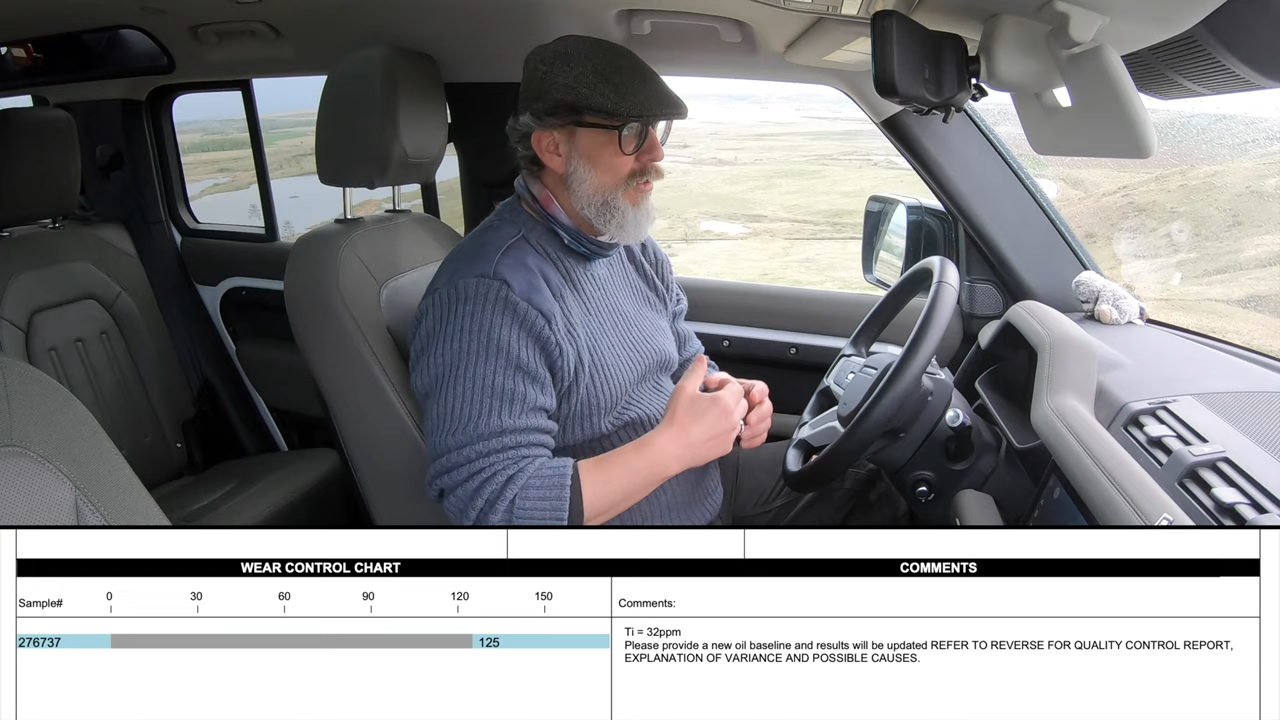 WEAR CONTROL CHART
COMMENTS
Sample#
0 30 60 90 120 150
Comments:
276737
125
Ti = 32ppm
Please provide a new oil baseline and results will be updated REFER TO REVERSE FOR QUALITY CONTROL REPORT,
EXPLANATION OF VARIANCE AND POSSIBLE CAUSES.